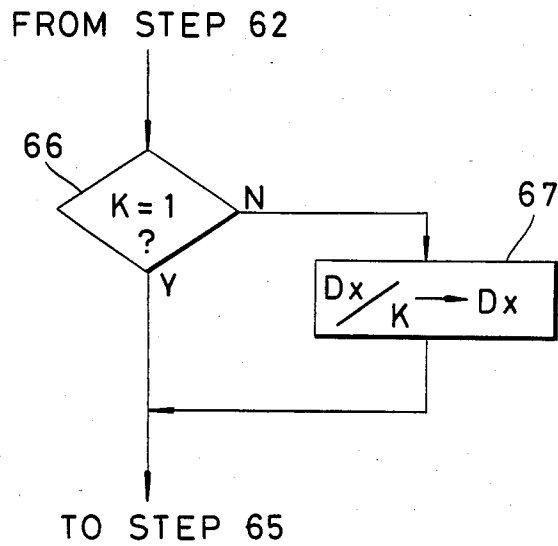 FROM STEP 62
66
K = 1
?
N
Y
67
Dx/K → Dx
TO STEP 65